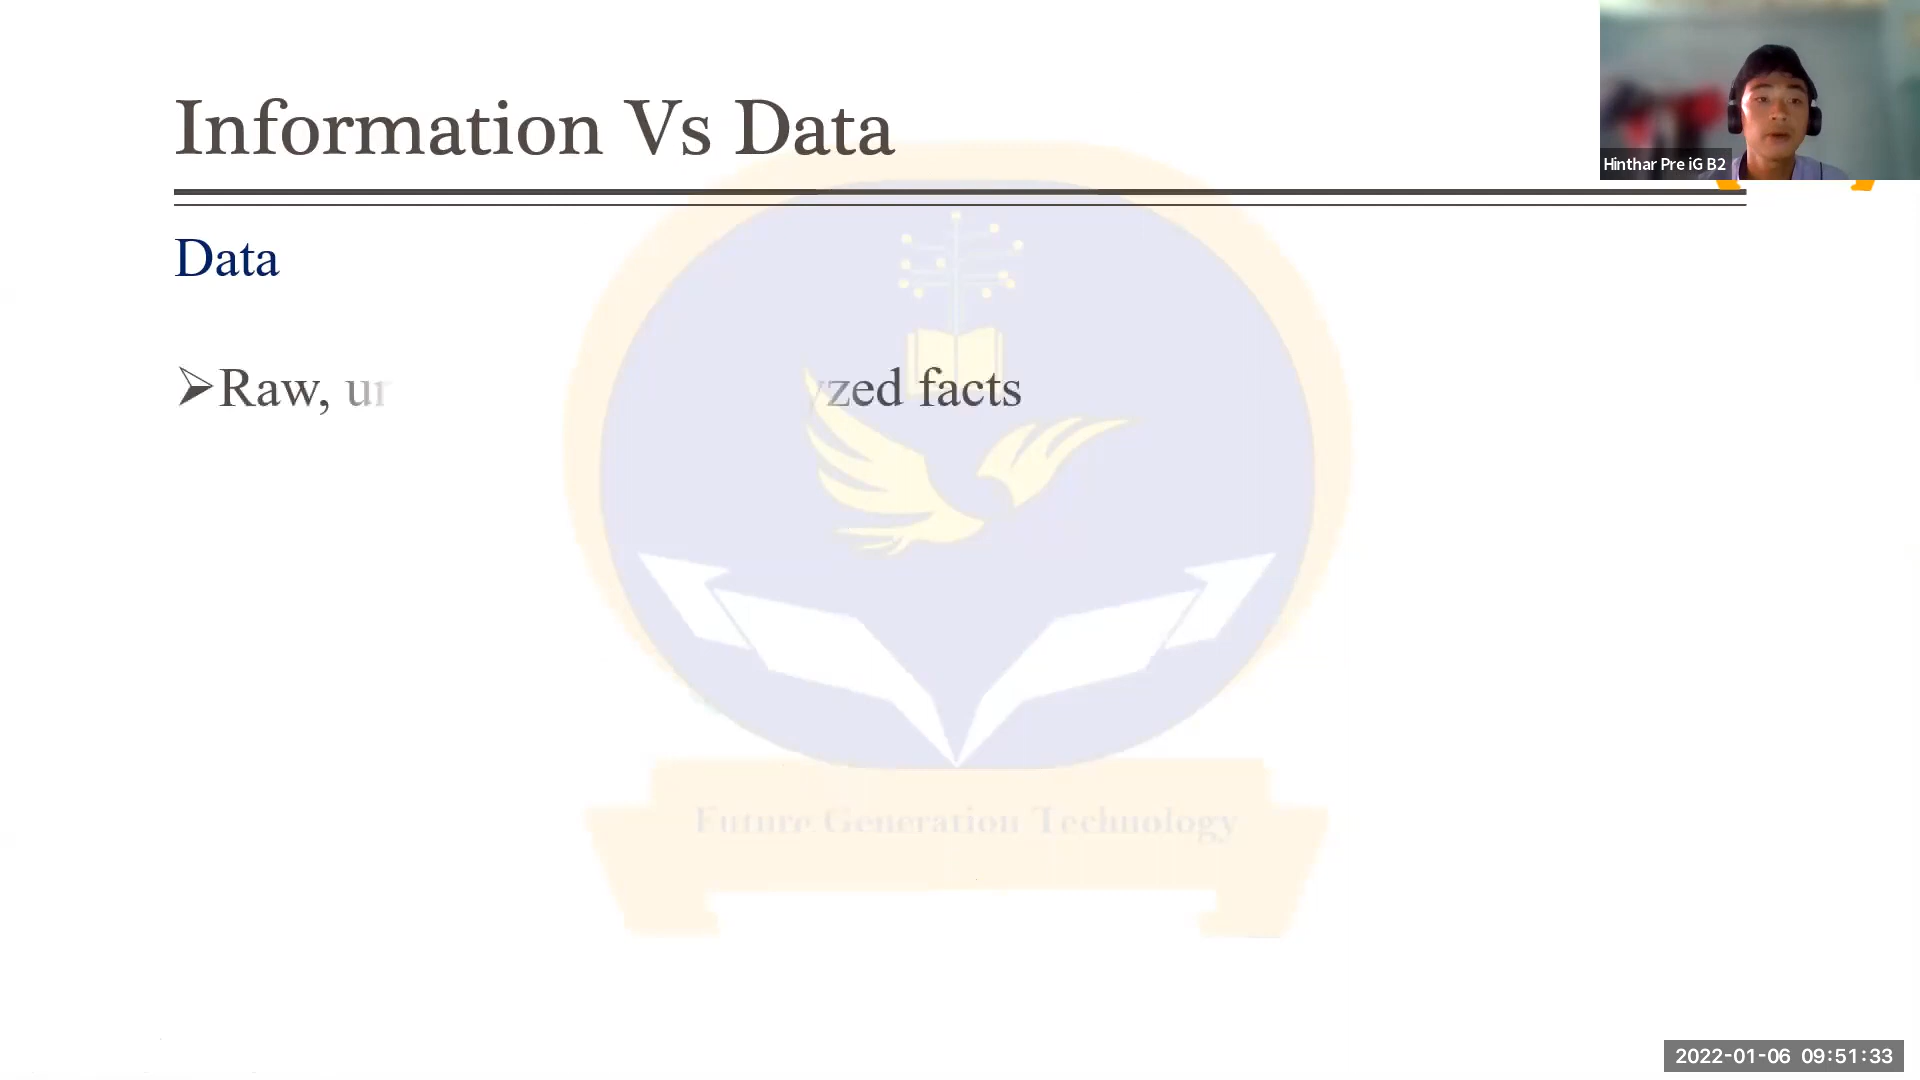 Information Vs Data
Hinthar Pre iG B2
Data
Raw, yzed facts
Future Generation Technology
2022-01-06 09:51:33